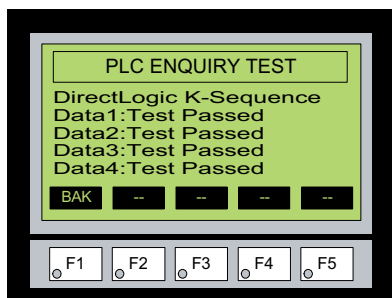 PLC ENQUIRY TEST
DirectLogic K-Sequence
Data1:Test Passed
Data2:Test Passed
Data3:Test Passed
Data4:Test Passed
BAK -- -- -- --
F1 F2 F3 F4 F5